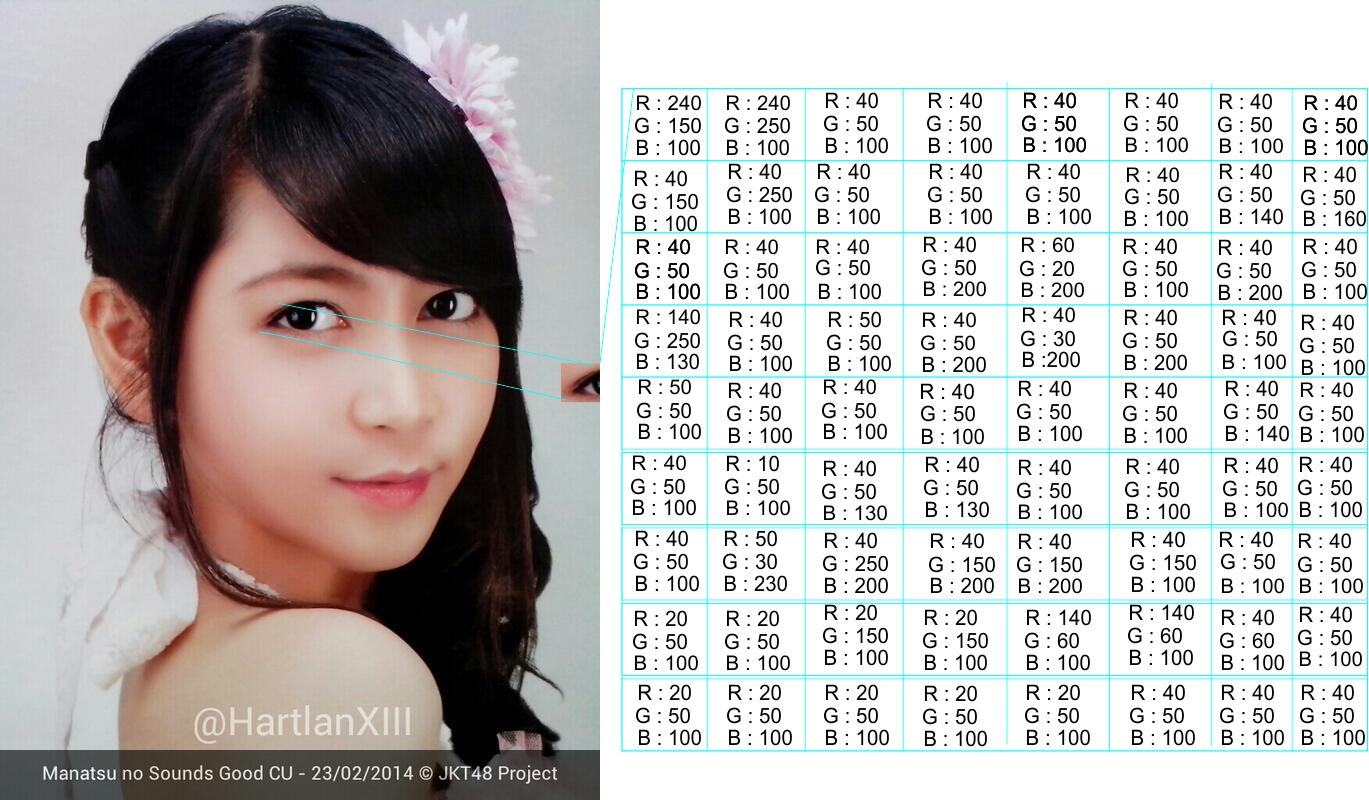 R : 240 R : 240 R : 40 R : 40 R : 40 R : 40 R : 40 R : 40
G : 150 G : 250 G : 50 G : 50 G : 50 G : 50 G : 50 G : 50
B : 100 B : 100 B : 100 B : 100 B : 100 B : 100 B : 100 B : 100
R : 40 R : 40 R : 40 R : 40 R : 40 R : 40 R : 40 R : 40
G : 150 G : 250 G : 50 G : 50 G : 50 G : 50 G : 50 G : 50
B : 100 B : 100 B : 100 B : 100 B : 100 B : 100 B : 140 B : 160
R : 40 R : 40 R : 40 R : 40 R : 60 R : 40 R : 40 R : 40
G : 50 G : 50 G : 50 G : 50 G : 20 G : 50 G : 50 G : 50
B : 100 B : 100 B : 100 B : 200 B : 200 B : 100 B : 200 B : 100
R : 140 R : 40 R : 50 R : 40 R : 40 R : 40 R : 40 R : 40
G : 250 G : 50 G : 50 G : 50 G : 30 G : 50 G : 50 G : 50
B : 130 B : 100 B : 100 B : 200 B :200 B : 200 B : 100 B : 100
R : 50 R : 40 R : 40 R : 40 R : 40 R : 40 R : 40 R : 40
G : 50 G : 50 G : 50 G : 50 G : 50 G : 50 G : 50 G : 50
B : 100 B : 100 B : 100 B : 100 B : 100 B : 100 B : 140 B : 100
R : 40 R : 10 R : 40 R : 40 R : 40 R : 40 R : 40 R : 40
G : 50 G : 50 G : 50 G : 50 G : 50 G : 50 G : 50 G : 50
B : 100 B : 100 B : 130 B : 130 B : 100 B : 100 B : 100 B : 100
R : 40 R : 50 R : 40 R : 40 R : 40 R : 40 R : 40 R : 40
G : 50 G : 30 G : 250 G : 150 G : 150 G : 150 G : 50 G : 50
B : 100 B : 230 B : 200 B : 200 B : 200 B : 100 B : 100 B : 100
R : 20 R : 20 R : 20 R : 20 R : 140 R : 140 R : 40 R : 40
G : 50 G : 50 G : 150 G : 150 G : 60 G : 60 G : 60 G : 50
B : 100 B : 100 B : 100 B : 100 B : 100 B : 100 B : 100 B : 100
R : 20 R : 20 R : 20 R : 20 R : 20 R : 40 R : 40 R : 40
G : 50 G : 50 G : 50 G : 50 G : 50 G : 50 G : 50 G : 50
B : 100 B : 100 B : 100 B : 100 B : 100 B : 100 B : 100 B : 100
@HartlanXIII
Manatsu no Sounds Good CU - 23/02/2014 © JKT48 Project